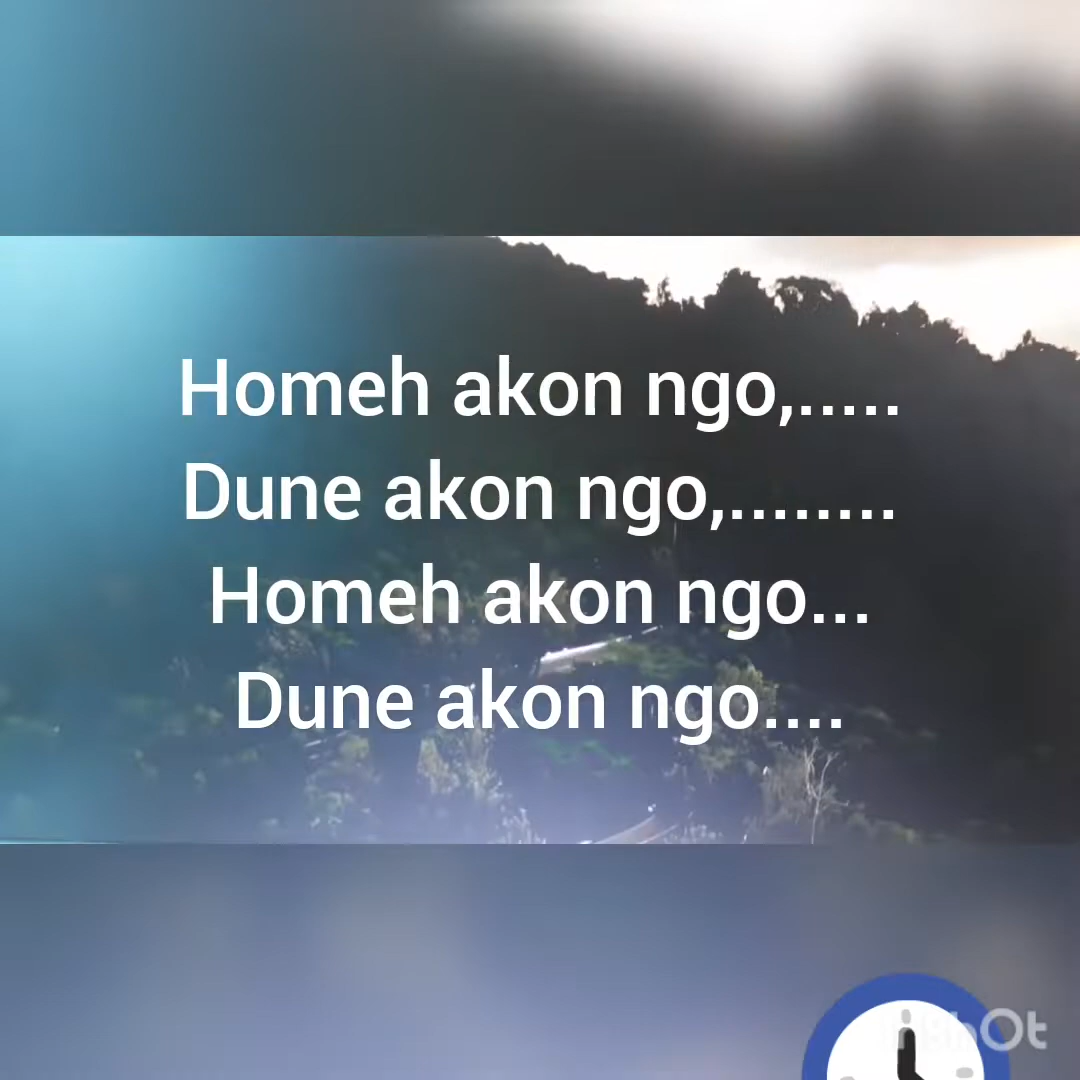 Homeh akon ngo,.....
Dune akon ngo,........
Homeh akon ngo...
Dune akon ngo....